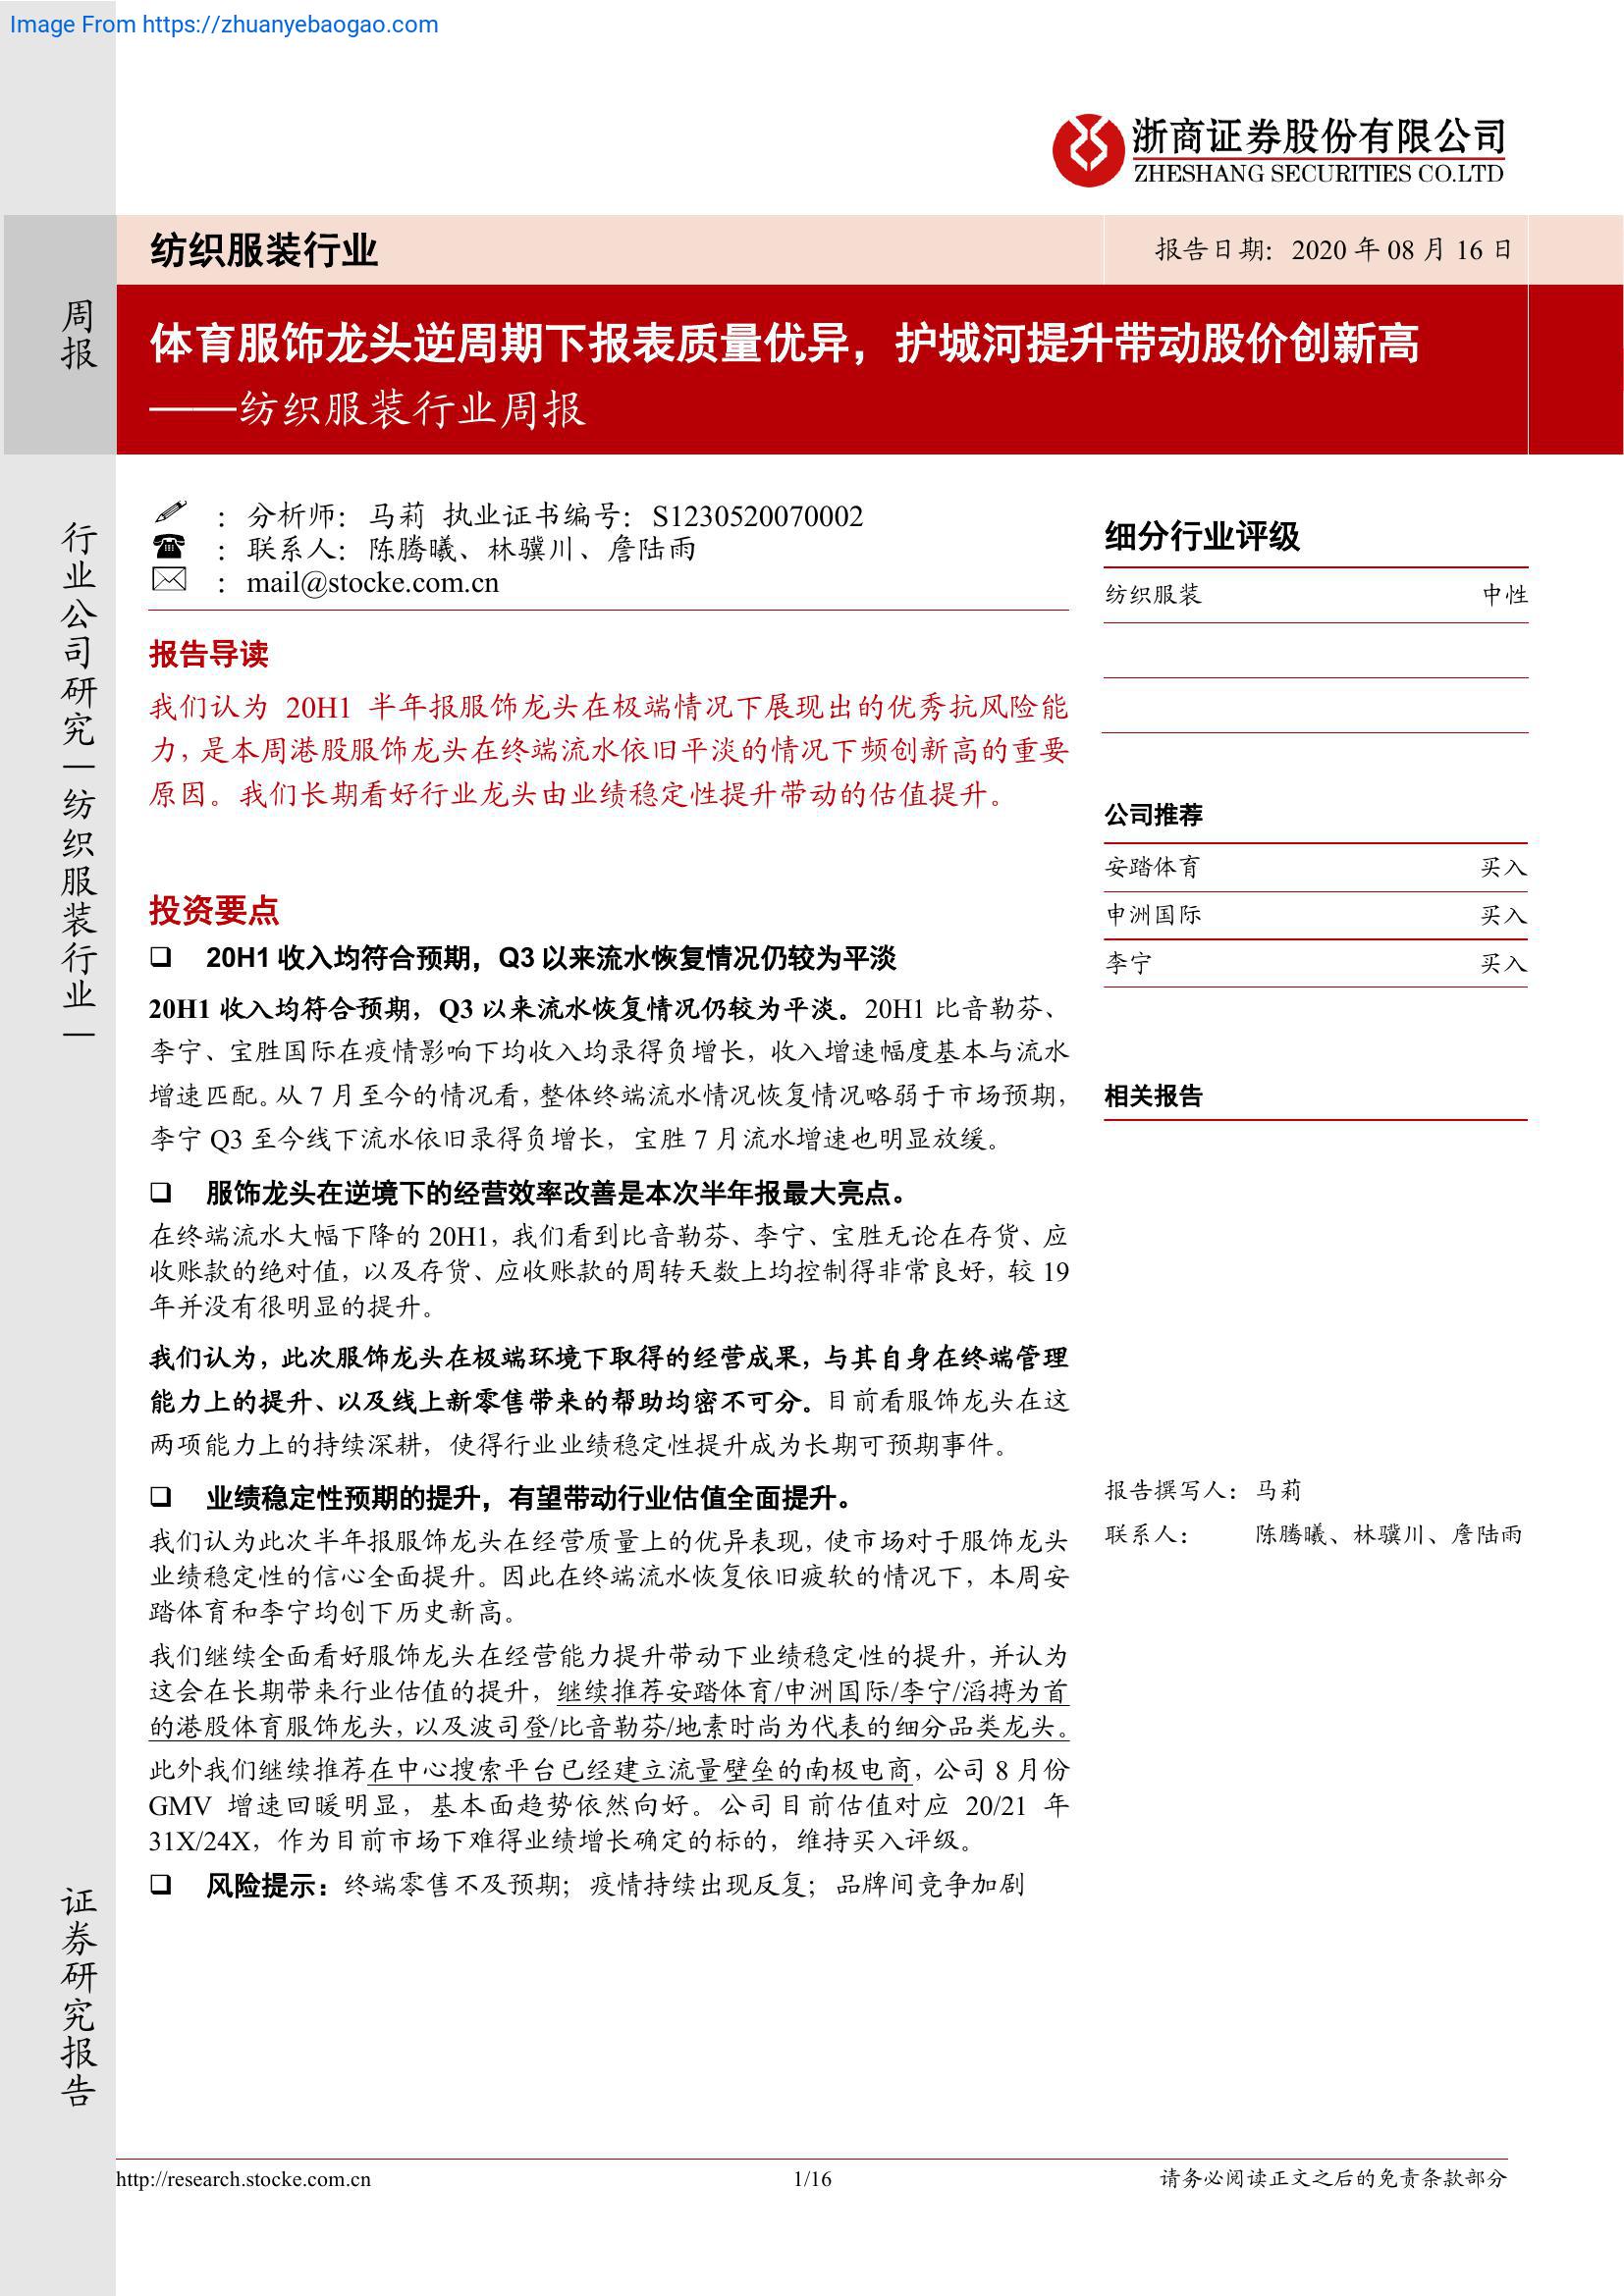 Image From https://zhuanyebaogao.com
浙商证券股份有限公司
ZHESHANG SECURITIES CO.LTD
周报
纺织服装行业
报告日期：2020 年 08 月 16 日
体育服饰龙头逆周期下报表质量优异，护城河提升带动股价创新高
——纺织服装行业周报
行业公司研究｜纺织服装行业｜
：分析师：马莉 执业证书编号：S1230520070002
：联系人：陈腾曦、林骥川、詹陆雨
：mail@stocke.com.cn
报告导读
我们认为 20H1 半年报服饰龙头在极端情况下展现出的优秀抗风险能
力，是本周港股服饰龙头在终端流水依旧平淡的情况下频创新高的重要
原因。我们长期看好行业龙头由业绩稳定性提升带动的估值提升。
投资要点
❑ 20H1 收入均符合预期，Q3 以来流水恢复情况仍较为平淡
20H1 收入均符合预期，Q3 以来流水恢复情况仍较为平淡。20H1 比音勒芬、
李宁、宝胜国际在疫情影响下均收入均录得负增长，收入增速幅度基本与流水
增速匹配。从 7 月至今的情况看，整体终端流水情况恢复情况略弱于市场预期，
李宁 Q3 至今线下流水依旧录得负增长，宝胜 7 月流水增速也明显放缓。
❑ 服饰龙头在逆境下的经营效率改善是本次半年报最大亮点。
在终端流水大幅下降的 20H1，我们看到比音勒芬、李宁、宝胜无论在存货、应
收账款的绝对值，以及存货、应收账款的周转天数上均控制得非常良好，较 19
年并没有很明显的提升。
我们认为，此次服饰龙头在极端环境下取得的经营成果，与其自身在终端管理
能力上的提升、以及线上新零售带来的帮助均密不可分。目前看服饰龙头在这
两项能力上的持续深耕，使得行业业绩稳定性提升成为长期可预期事件。
❑ 业绩稳定性预期的提升，有望带动行业估值全面提升。
我们认为此次半年报服饰龙头在经营质量上的优异表现，使市场对于服饰龙头
业绩稳定性的信心全面提升。因此在终端流水恢复依旧疲软的情况下，本周安
踏体育和李宁均创下历史新高。
我们继续全面看好服饰龙头在经营能力提升带动下业绩稳定性的提升，并认为
这会在长期带来行业估值的提升，继续推荐安踏体育/申洲国际/李宁/滔搏为首
的港股体育服饰龙头，以及波司登/比音勒芬/地素时尚为代表的细分品类龙头。
此外我们继续推荐在中心搜索平台已经建立流量壁垒的南极电商，公司 8 月份
GMV 增速回暖明显，基本面趋势依然向好。公司目前估值对应 20/21 年
31X/24X，作为目前市场下难得业绩增长确定的标的，维持买入评级。
❑ 风险提示：终端零售不及预期；疫情持续出现反复；品牌间竞争加剧
细分行业评级
纺织服装 中性
公司推荐
安踏体育 买入
申洲国际 买入
李宁 买入
相关报告
报告撰写人：马莉
联系人： 陈腾曦、林骥川、詹陆雨
证券研究报告
http://research.stocke.com.cn
1/16
请务必阅读正文之后的免责条款部分